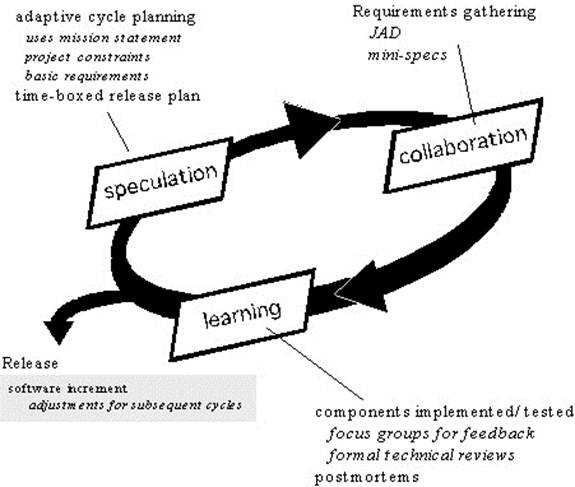 adaptive cycle planning
uses mission statement
project constraints
basic requirements
time-boxed release plan
Requirements gathering
JAD
mini-specs
speculation
collaboration
learning
Release
software increment
adjustments for subsequent cycles
components implemented/ tested
focus groups for feedback
formal technical reviews
postmortems